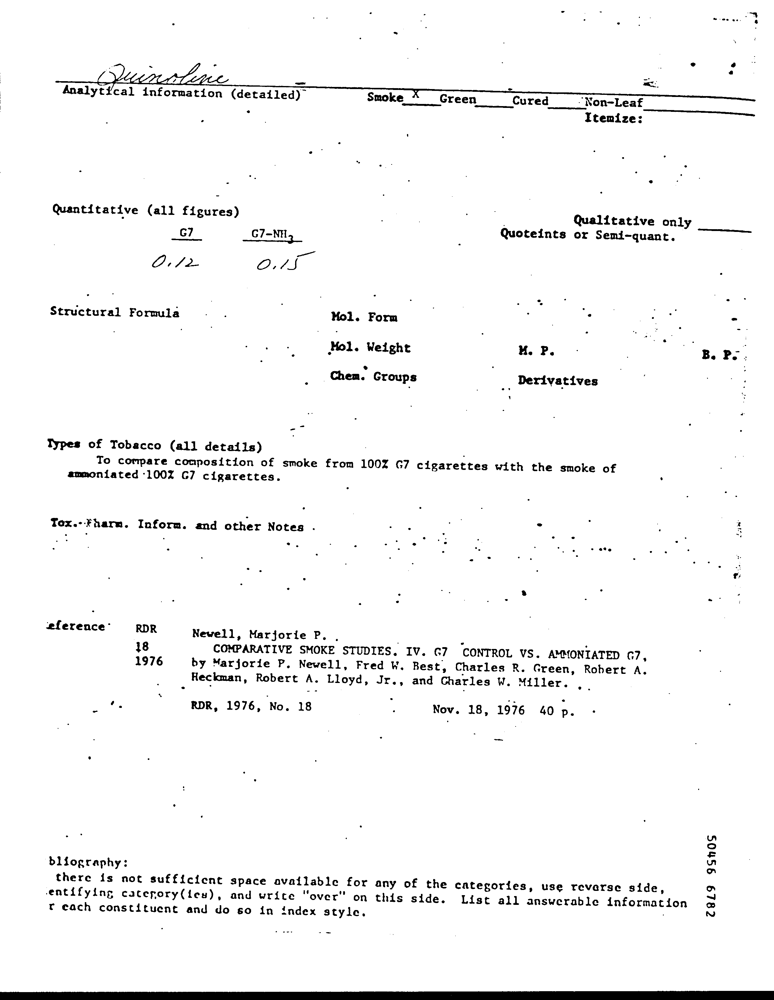 Quinoline
Analytical information (detailed) Smoke X Green Cured Non-Leaf
Itemize:
Quantitative (all figures)
Qualitative only
G7 G7-NH3 Quoteints or Semi-quant.
0.12 0.15
Structural Formula Mol. Form
Mol. Weight M. P. B. P.
Chem. Groups Derivatives
Types of Tobacco (all details)
To compare composition of smoke from 100% G7 cigarettes with the smoke of
ammoniated 100% G7 cigarettes.
Tox. Pharm. Inform. and other Notes
eference RDR Newell, Marjorie P.
18 COMPARATIVE SMOKE STUDIES. IV. G7 CONTROL VS. AMMONIATED G7,
1976 by Marjorie P. Newell, Fred W. Best, Charles R. Green, Robert A.
Heckman, Robert A. Lloyd, Jr., and Charles W. Miller.
RDR, 1976, No. 18 Nov. 18, 1976 40 p.
bliography:
there is not sufficient space available for any of the categories, use reverse side,
entifying category(ies), and write "over" on this side. List all answerable information
r each constituent and do so in index style.
50456 6782